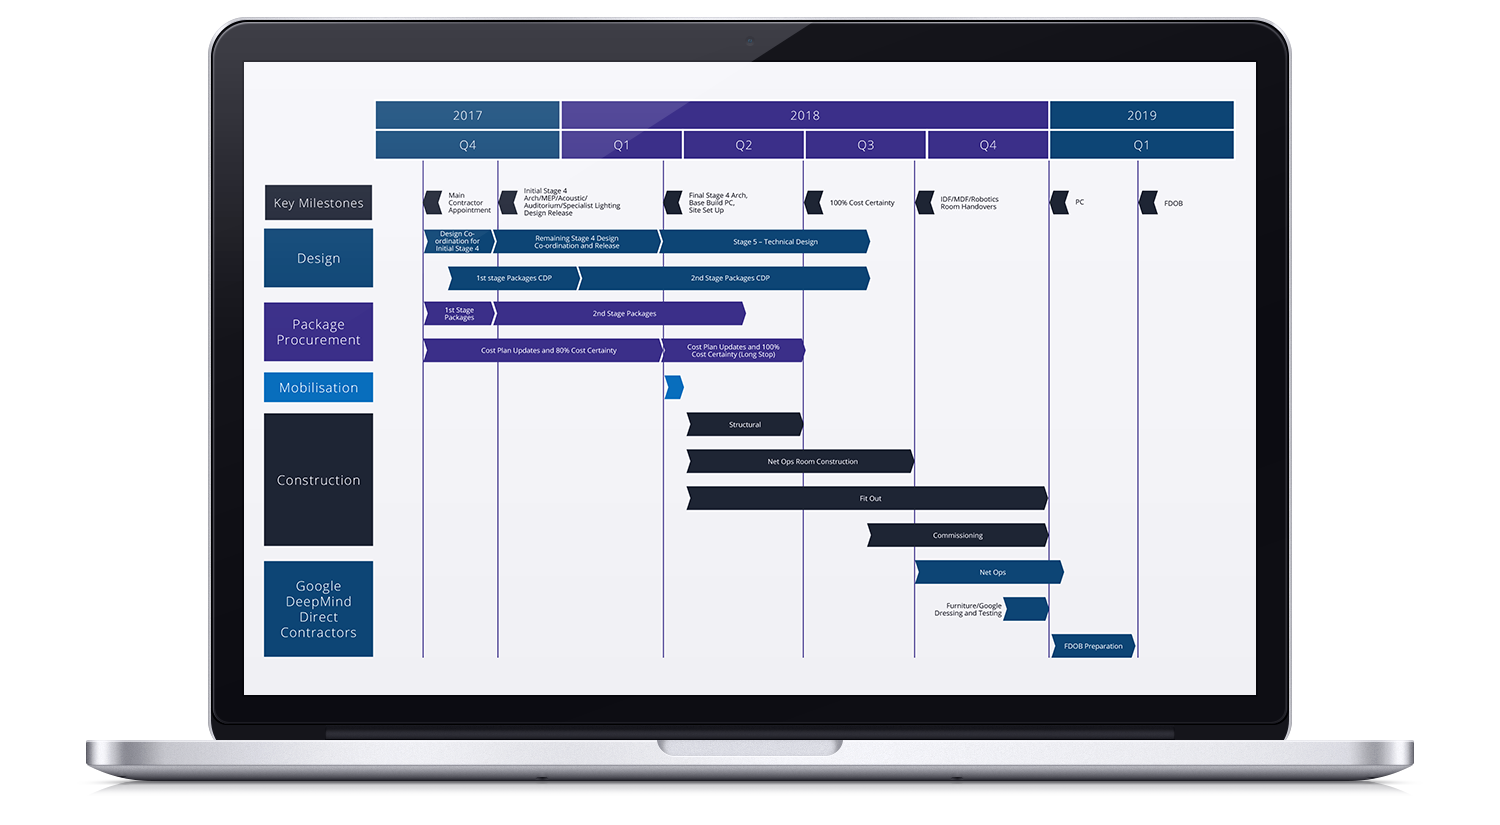 2017
2018
2019
Q4
Q1
Q2
Q3
Q4
Q1
Key Milestones
Main
Contractor
Appointment
Initial Stage 4
Arch/MEP/Acoustic/
Auditorium/Specialist Lighting
Design Release
Final Stage 4 Arch,
Base Build PC,
Site Set Up
100% Cost Certainty
IDF/MDF/Robotics
Room Handovers
PC
FDOB
Design
Design Co-
ordination for
Initial Stage 4
Remaining Stage 4 Design
Co-ordination and Release
Stage 5 – Technical Design
1st stage Packages CDP
2nd Stage Packages CDP
Package
Procurement
1st Stage
Packages
2nd Stage Packages
Cost Plan Updates and 80% Cost Certainty
Cost Plan Updates and 100%
Cost Certainty (Long Stop)
Mobilisation
Construction
Structural
Net Ops Room Construction
Fit Out
Commissioning
Google
DeepMind
Direct
Contractors
Net Ops
Furniture/Google
Dressing and Testing
FDOB Preparation